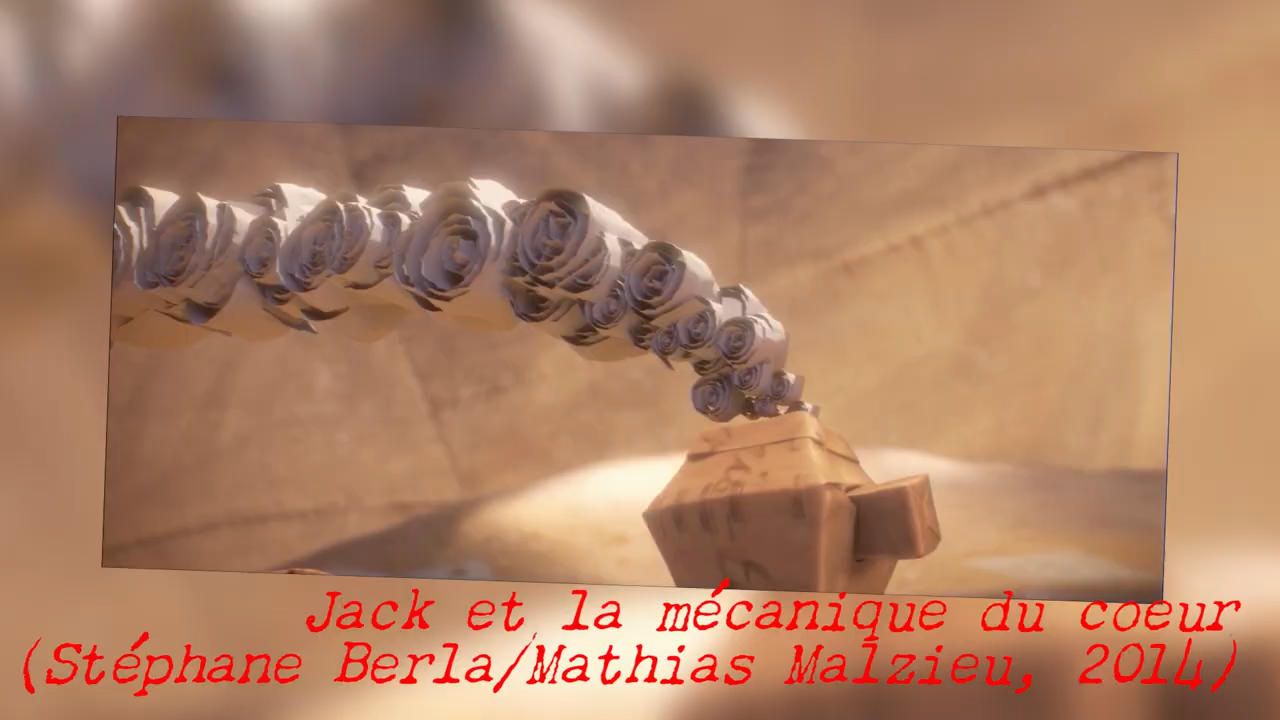 Jack et la mécanique du coeur
(Stéphane Berla/Mathias Malzieu, 2014)